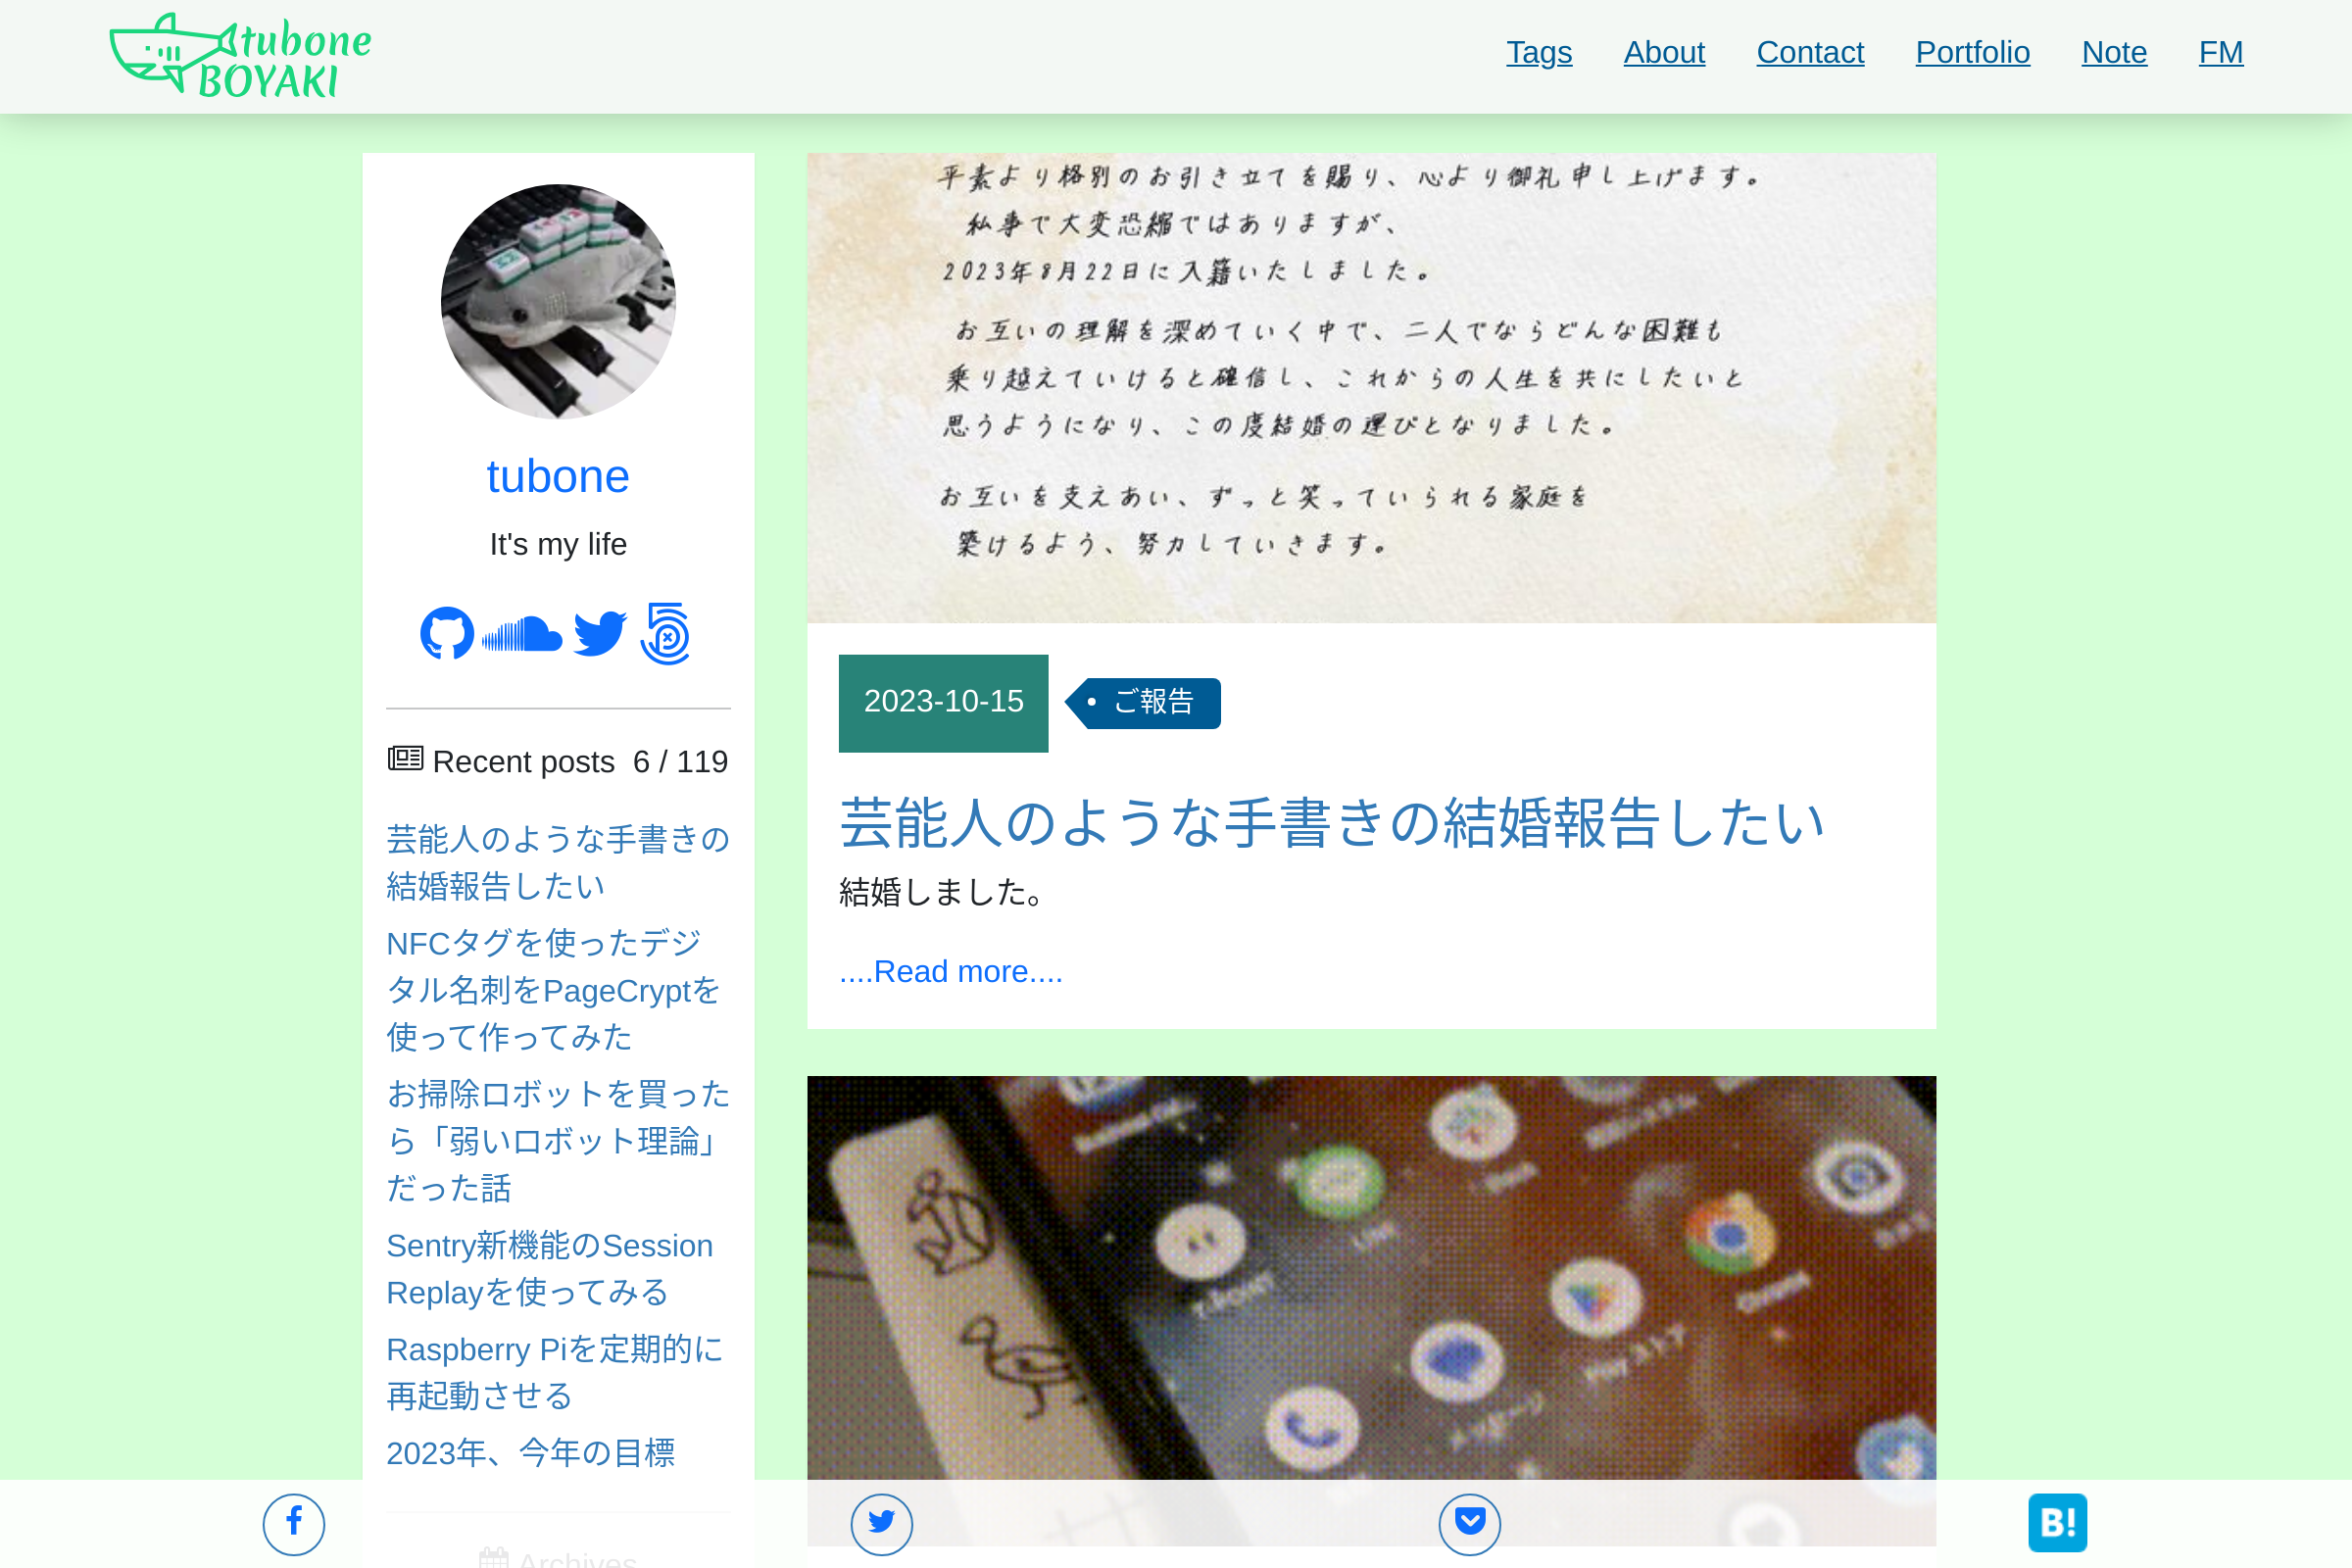 tubone
BOYAKI
Tags About Contact Portfolio Note FM
tubone
It's my life
Recent posts 6 / 119
芸能人のような手書きの
結婚報告したい
NFCタグを使ったデジ
タル名刺をPageCryptを
使って作ってみた
お掃除ロボットを買った
ら「弱いロボット理論」
だった話
Sentry新機能のSession
Replayを使ってみる
Raspberry Piを定期的に
再起動させる
2023年、今年の目標
Archives
平素より格別のお引き立てを賜り、心より御礼申し上げます。
私事で大変恐縮ではありますが、
2023年8月22日に入籍いたしました。
お互いの理解を深めていく中で、二人でならどんな困難も
乗り越えていけると確信し、これからの人生を共にしたいと
思うようになり、この度結婚の運びとなりました。
お互いを支えあい、ずっと笑っていられる家庭を
築けるよう、努力していきます。
2023-10-15 ご報告
芸能人のような手書きの結婚報告したい
結婚しました。
....Read more....
LINE
Chrome
Play ストア
B!